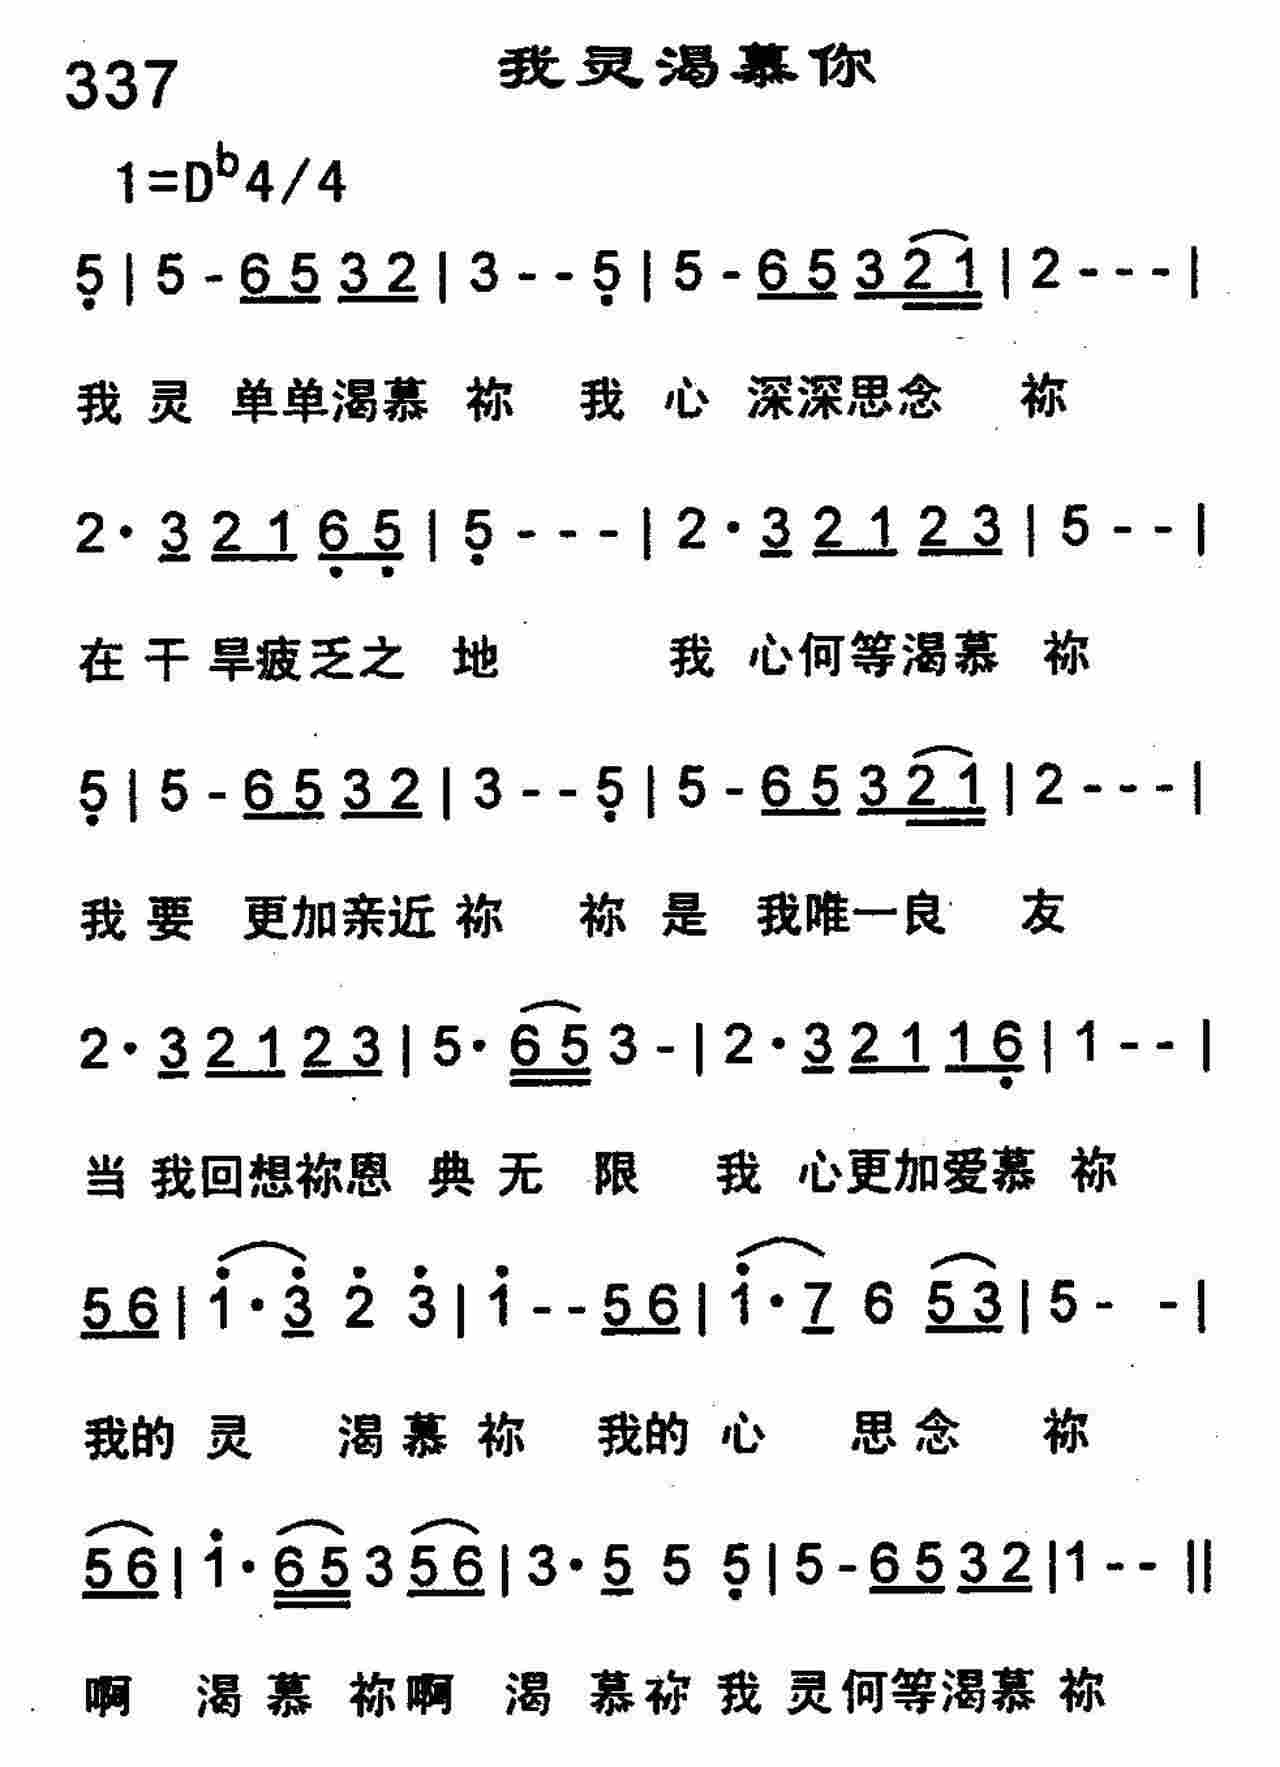 337 我灵渴慕你
1=Db4/4
5 | 5 - 6 5 3 2 | 3 - - 5 | 5 - 6 5 3 2 1 | 2 - - - |
我 灵 单单渴慕 祢 我 心 深深思念 祢
2 · 3 2 1 6 5 | 5 - - - | 2 · 3 2 1 2 3 | 5 - - |
在 干 旱疲乏之 地 我 心何等渴慕 祢
5 | 5 - 6 5 3 2 | 3 - - 5 | 5 - 6 5 3 2 1 | 2 - - - |
我 要 更加亲近 祢 祢 是 我唯一良 友
2 · 3 2 1 2 3 | 5 · 6 5 3 - | 2 · 3 2 1 1 6 | 1 - - |
当 我回想祢恩 典 无 限 我 心更加爱慕 祢
5 6 | 1 · 3 2 3 | 1 - - 5 6 | 1 · 7 6 5 3 | 5 - - |
我的 灵 渴 慕 祢 我的 心 思 念 祢
5 6 | 1 · 6 5 3 5 6 | 3 · 5 5 5 | 5 - 6 5 3 2 | 1 - - ||
啊 渴 慕 祢啊 渴 慕祢 我 灵何等渴慕 祢